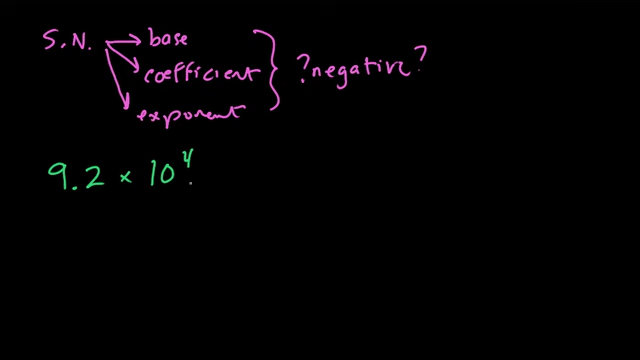 S.N. base
coefficient ?negative?
exponent
9.2 × 10⁴